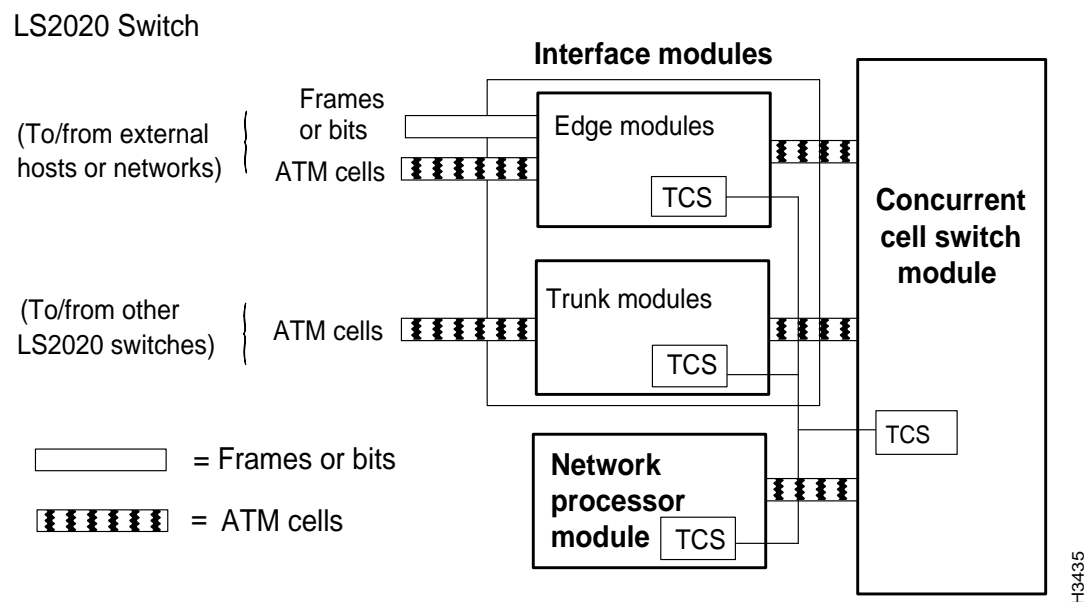 LS2020 Switch
Interface modules
Frames
or bits
(To/from external
hosts or networks)
ATM cells
Edge modules
TCS
Concurrent
cell switch
module
(To/from other
LS2020 switches)
ATM cells
Trunk modules
TCS
TCS
= Frames or bits
= ATM cells
Network
processor
module
TCS
H3435